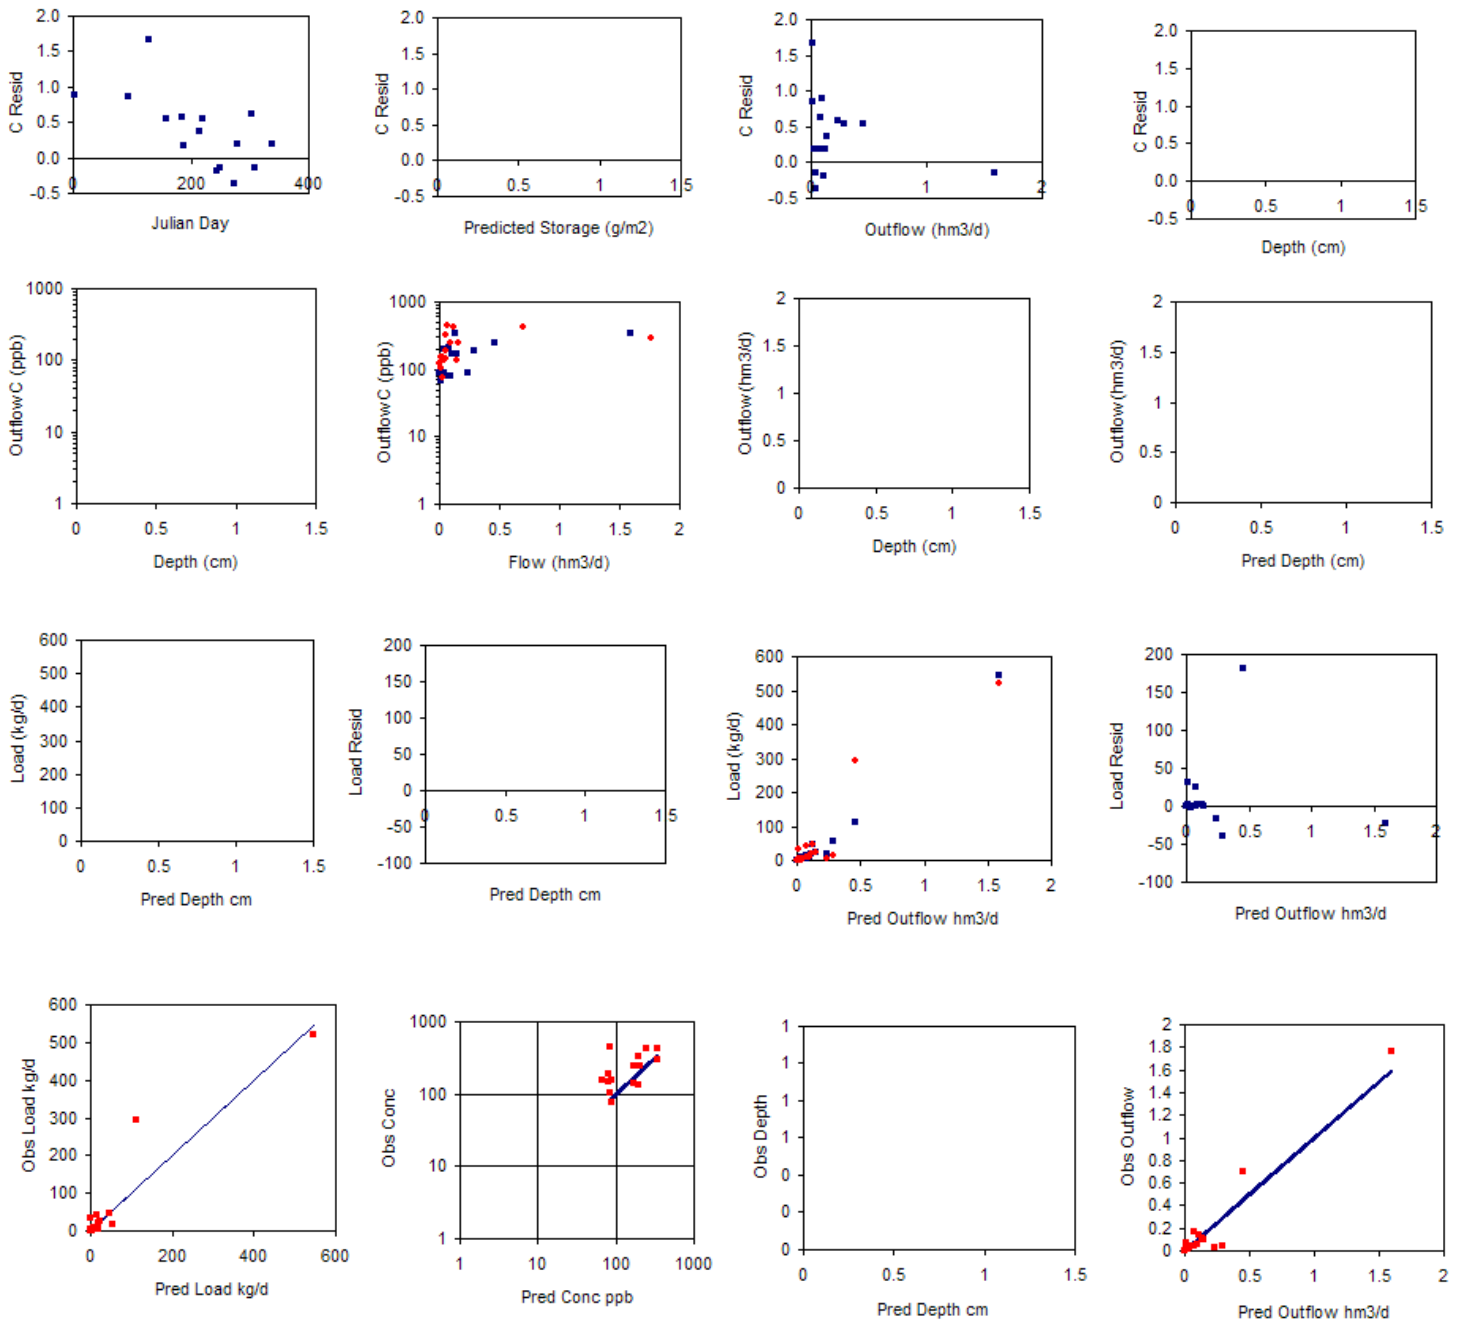 2.0
1.5
1.0
0.5
0.0
-0.5
C Resid
0 200 400
Julian Day
2.0
1.5
1.0
0.5
0.0
-0.5
C Resid
0 0.5 1 1.5
Predicted Storage (g/m2)
2.0
1.5
1.0
0.5
0.0
-0.5
C Resid
0 1 2
Outflow (hm3/d)
2.0
1.5
1.0
0.5
0.0
-0.5
C Resid
0 0.5 1 1.5
Depth (cm)
1000
100
10
1
Outflow C (ppb)
0 0.5 1 1.5
Depth (cm)
1000
100
10
1
Outflow C (ppb)
0 0.5 1 1.5 2
Flow (hm3/d)
2
1.5
1
0.5
0
Outflow (hm3/d)
0 0.5 1 1.5
Depth (cm)
2
1.5
1
0.5
0
Outflow (hm3/d)
0 0.5 1 1.5
Pred Depth (cm)
600
500
400
300
200
100
0
Load (kg/d)
0 0.5 1 1.5
Pred Depth cm
200
150
100
50
0
-50
-100
Load Resid
0 0.5 1 1.5
Pred Depth cm
600
500
400
300
200
100
0
Load (kg/d)
0 0.5 1 1.5 2
Pred Outflow hm3/d
200
150
100
50
0
-50
-100
Load Resid
0 0.5 1 1.5 2
Pred Outflow hm3/d
600
500
400
300
200
100
0
Obs Load kg/d
0 200 400 600
Pred Load kg/d
1000
100
10
1
Obs Conc
1 10 100 1000
Pred Conc ppb
1
1
1
1
0
0
0
Obs Depth
0 0.5 1 1.5
Pred Depth cm
2
1.8
1.6
1.4
1.2
1
0.8
0.6
0.4
0.2
0
Obs Outflow
0 0.5 1 1.5 2
Pred Outflow hm3/d